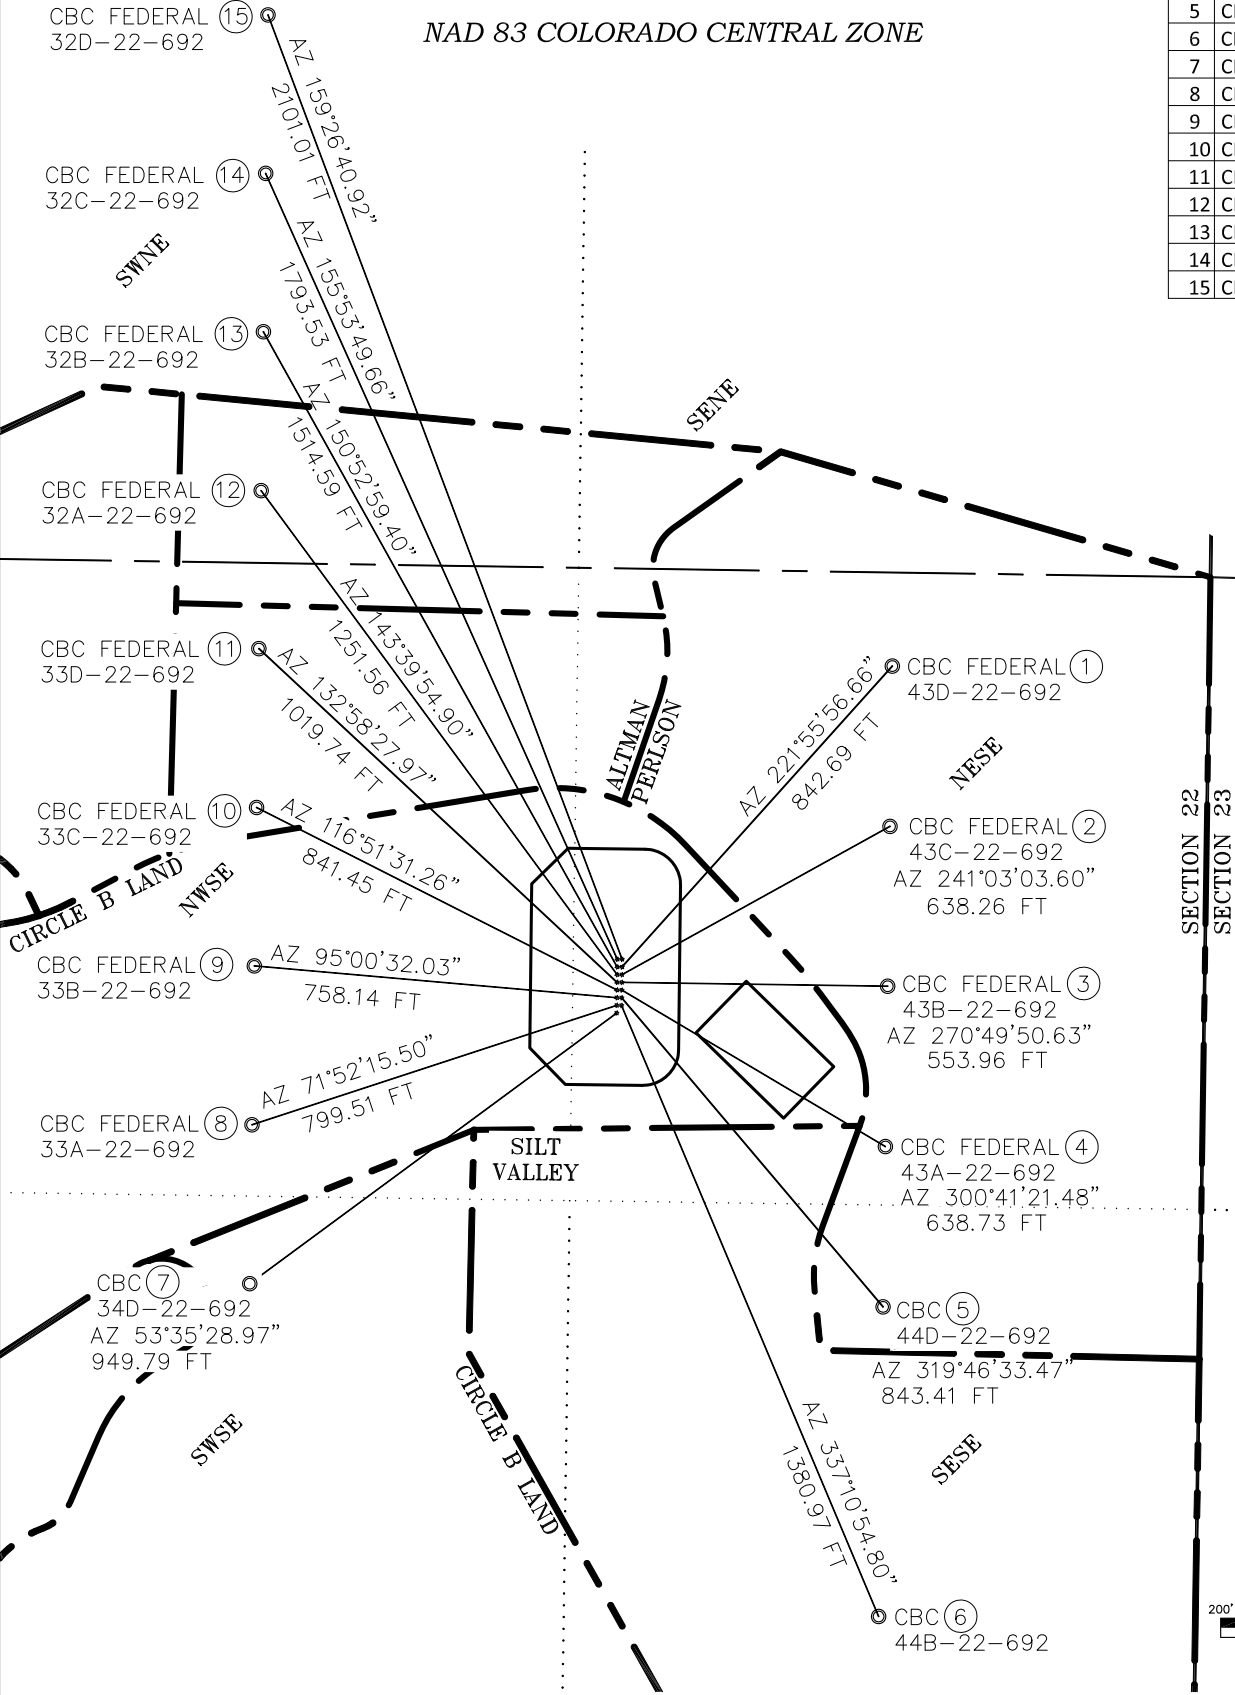 NAD 83 COLORADO CENTRAL ZONE
5 C
6 C
7 C
8 C
9 C
10 C
11 C
12 C
13 C
14 C
15 C
CBC FEDERAL 15
32D-22-692
AZ 159°26'40.92"
2101.01 FT
CBC FEDERAL 14
32C-22-692
AZ 155°53'49.66"
1793.53 FT
SWNE
CBC FEDERAL 13
32B-22-692
AZ 150°52'59.40"
1514.59 FT
SENE
CBC FEDERAL 12
32A-22-692
AZ 143°39'54.90"
1251.56 FT
CBC FEDERAL 11
33D-22-692
AZ 132°58'27.97"
1019.74 FT
CBC FEDERAL 1
43D-22-692
AZ 221°55'56.66"
842.69 FT
ALTMAN
PERLSON
NESE
CBC FEDERAL 10
33C-22-692
AZ 116°51'31.26"
841.45 FT
CIRCLE B LAND
NWSE
CBC FEDERAL 2
43C-22-692
AZ 241°03'03.60"
638.26 FT
SECTION 22
SECTION 23
CBC FEDERAL 9
33B-22-692
AZ 95°00'32.03"
758.14 FT
CBC FEDERAL 3
43B-22-692
AZ 270°49'50.63"
553.96 FT
CBC FEDERAL 8
33A-22-692
AZ 71°52'15.50"
799.51 FT
SILT
VALLEY
CBC FEDERAL 4
43A-22-692
AZ 300°41'21.48"
638.73 FT
CBC 7
34D-22-692
AZ 53°35'28.97"
949.79 FT
CBC 5
44D-22-692
AZ 319°46'33.47"
843.41 FT
CIRCLE B LAND
SWSE
SESE
AZ 337°10'54.80"
1380.97 FT
CBC 6
44B-22-692
200'